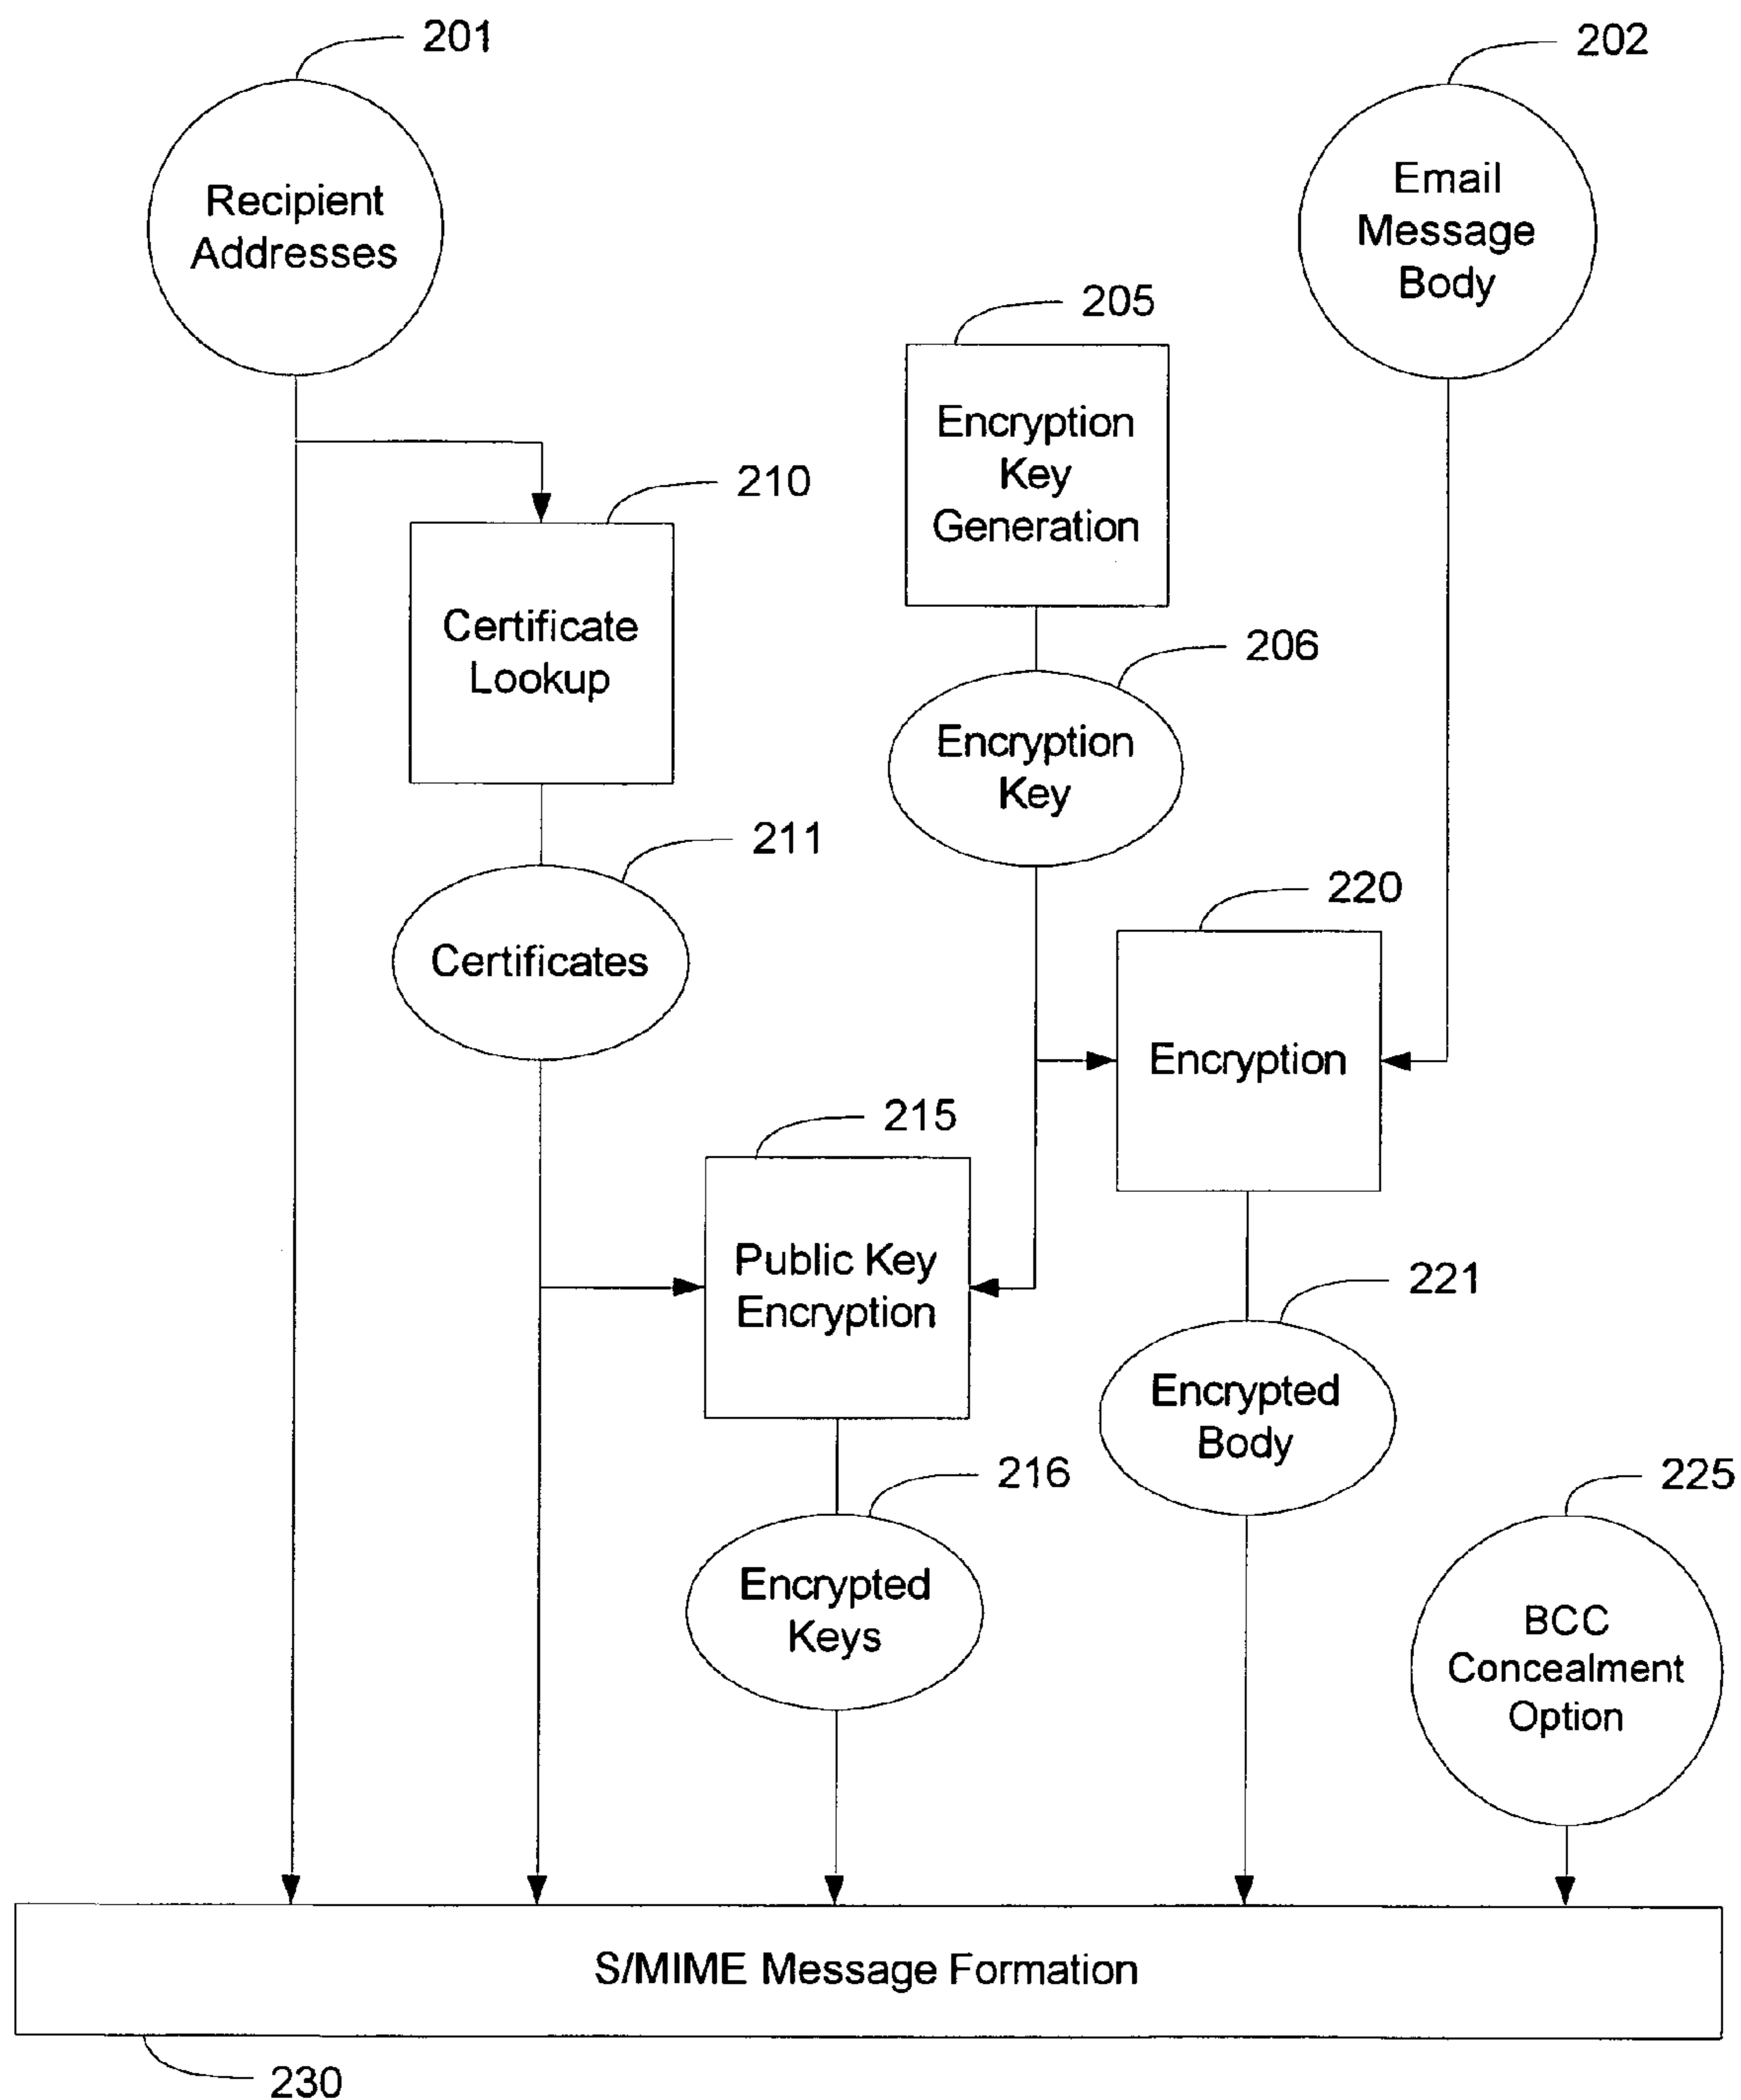 201
202
Recipient
Addresses
Email
Message
Body
205
Encryption
Key
Generation
210
Certificate
Lookup
206
Encryption
Key
211
Certificates
220
Encryption
215
Public Key
Encryption
221
Encrypted
Body
216
Encrypted
Keys
225
BCC
Concealment
Option
S/MIME Message Formation
230